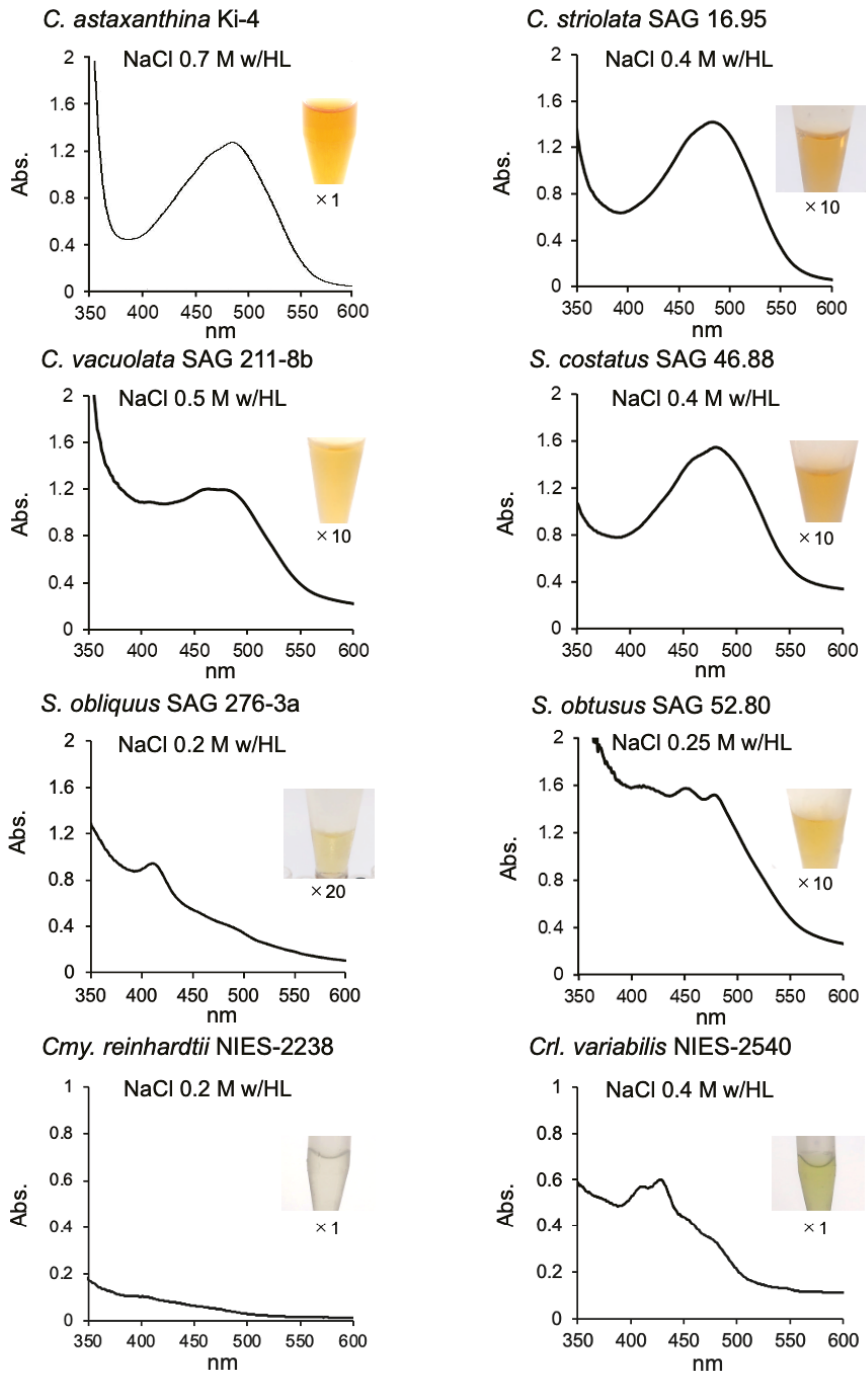 C. astaxanthina Ki-4
NaCl 0.7 M w/HL
Abs.
2
1.6
1.2
0.8
0.4
0
350 400 450 500 550 600
nm
× 1
C. striolata SAG 16.95
NaCl 0.4 M w/HL
Abs.
2
1.6
1.2
0.8
0.4
0
350 400 450 500 550 600
nm
× 10
C. vacuolata SAG 211-8b
NaCl 0.5 M w/HL
Abs.
2
1.6
1.2
0.8
0.4
0
350 400 450 500 550 600
nm
× 10
S. costatus SAG 46.88
NaCl 0.4 M w/HL
Abs.
2
1.6
1.2
0.8
0.4
0
350 400 450 500 550 600
nm
× 10
S. obliquus SAG 276-3a
NaCl 0.2 M w/HL
Abs.
2
1.6
1.2
0.8
0.4
0
350 400 450 500 550 600
nm
× 20
S. obtusus SAG 52.80
NaCl 0.25 M w/HL
Abs.
2
1.6
1.2
0.8
0.4
0
350 400 450 500 550 600
nm
× 10
Cmy. reinhardtii NIES-2238
NaCl 0.2 M w/HL
Abs.
1
0.8
0.6
0.4
0.2
0
350 400 450 500 550 600
nm
× 1
Crl. variabilis NIES-2540
NaCl 0.4 M w/HL
Abs.
1
0.8
0.6
0.4
0.2
0
350 400 450 500 550 600
nm
× 1